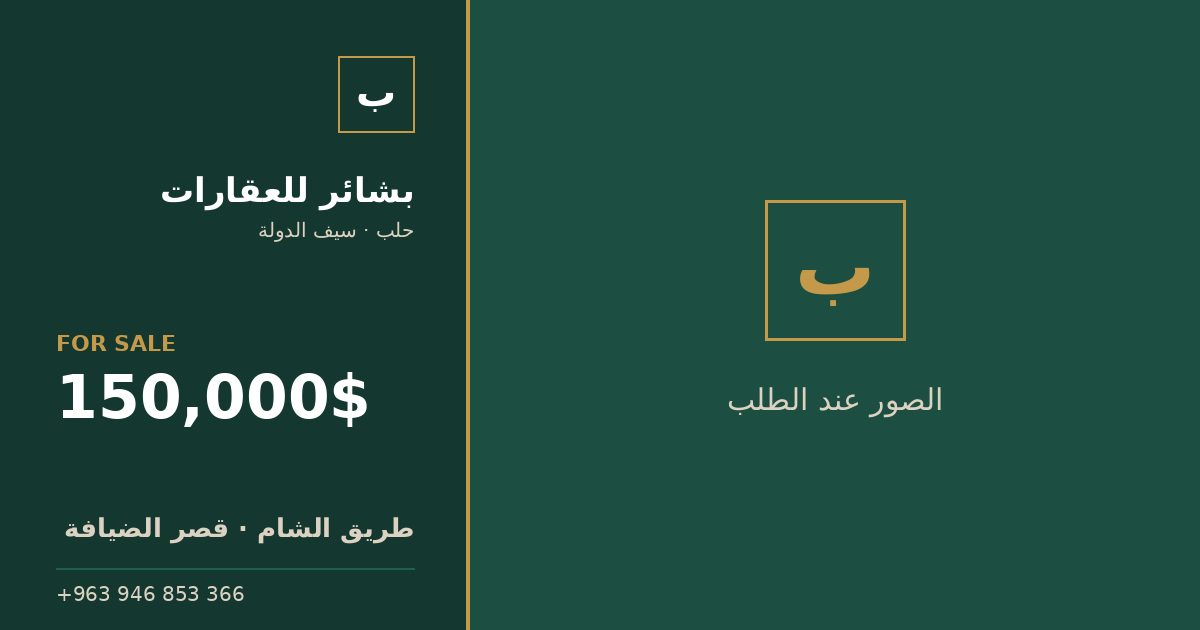 ب
بشائر للعقارات
حلب · سيف الدولة
FOR SALE
150,000$
طريق الشام · قصر الضيافة
+963 946 853 366
ب
الصور عند الطلب